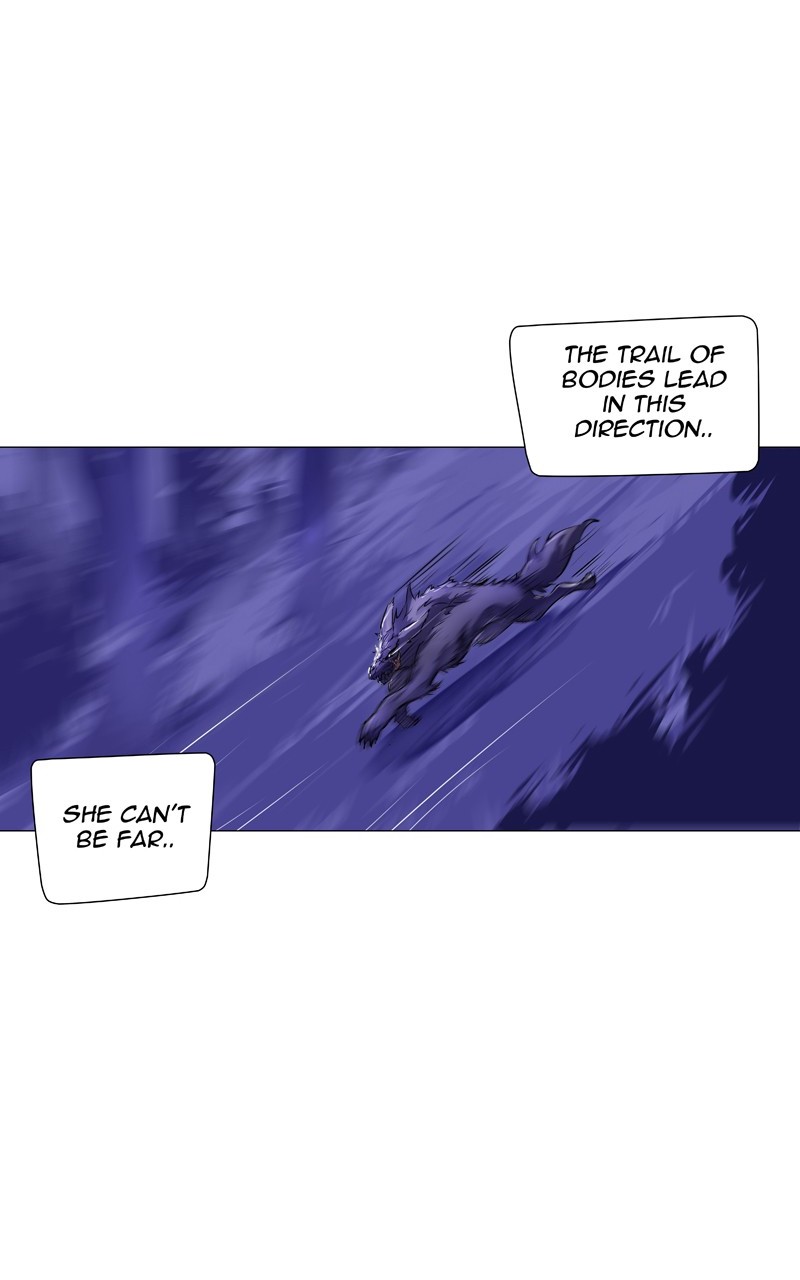 THE TRAIL OF
BODIES LEAD
IN THIS
DIRECTION..
SHE CAN'T
BE FAR..